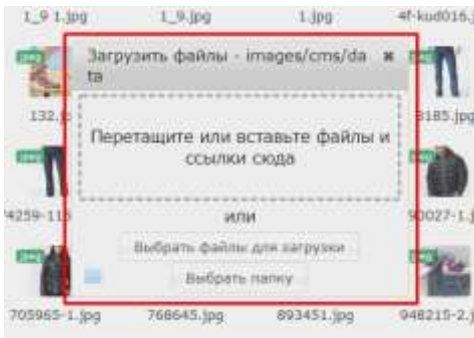 1_9 1.jpg 1_9.jpg 1.jpg 4f-kud016.j
Загрузить файлы - images/cms/da
ta
jpeg
132.j
3185.jpg
Перетащите или вставьте файлы и
ссылки сюда
или
90027-1.j
Выбрать файлы для загрузки
Выбрать папку
705965-1.jpg 768645.jpg 893451.jpg 948215-2.j